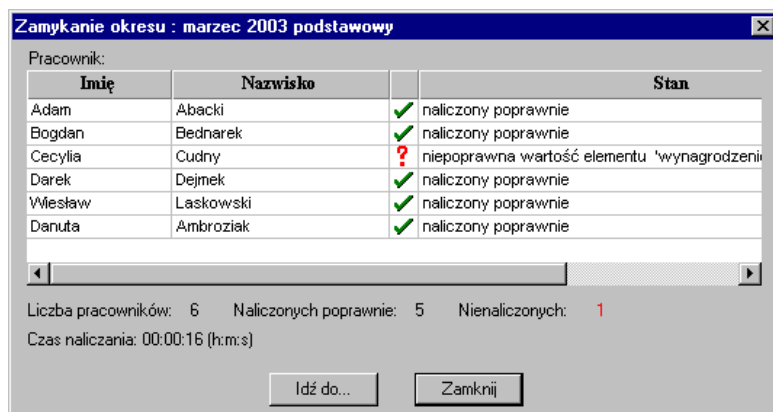 Zamykanie okresu : marzec 2003 podstawowy
Pracownik:
Imię Nazwisko Stan
Adam Abacki naliczony poprawnie
Bogdan Bednarek naliczony poprawnie
Cecylia Cudny ? niepoprawna wartość elementu 'wynagrodzenie
Darek Dejmek naliczony poprawnie
Wiesław Laskowski naliczony poprawnie
Danuta Ambroziak naliczony poprawnie
Liczba pracowników: 6 Naliczonych poprawnie: 5 Nienaliczonych: 1
Czas naliczania: 00:00:16 (h:m:s)
Idź do... Zamknij